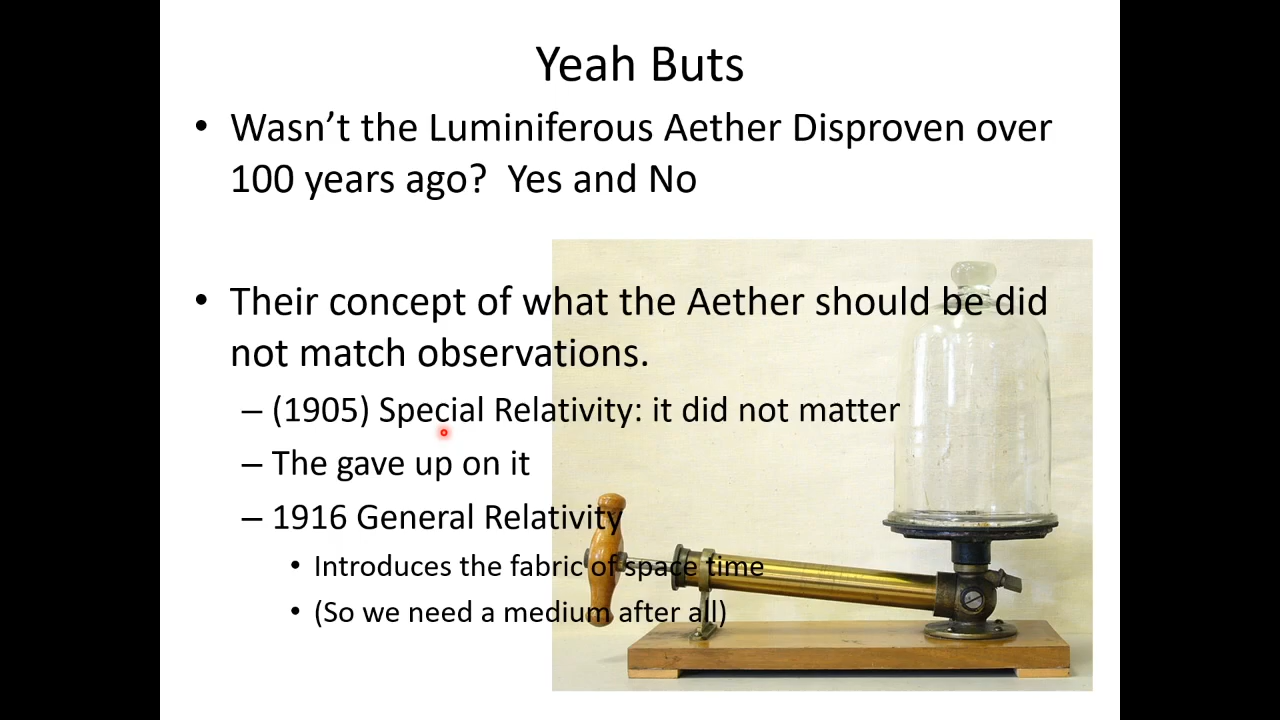 Yeah Buts
• Wasn’t the Luminiferous Aether Disproven over
100 years ago?  Yes and No
• Their concept of what the Aether should be did
not match observations.
– (1905) Special Relativity: it did not matter
– The gave up on it
– 1916 General Relativity
• Introduces the fabric of space time
• (So we need a medium after all)